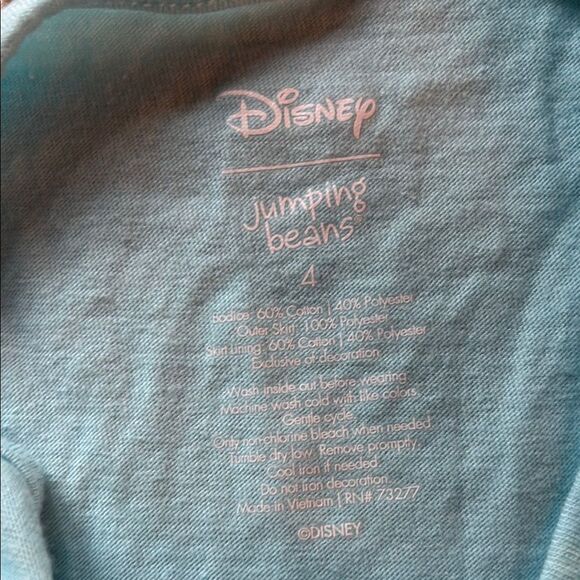 Disney
jumping
beans®
4
Bodice: 60% Cotton | 40% Polyester
Outer Skirt: 100% Polyester
Skirt Lining: 60% Cotton | 40% Polyester
Exclusive of decoration
Wash inside out before wearing
Machine wash cold with like colors.
Gentle cycle.
Only non-chlorine bleach when needed.
Tumble dry low. Remove promptly.
Cool iron if needed
Do not iron decoration
Made in Vietnam | RN# 73277
©DISNEY